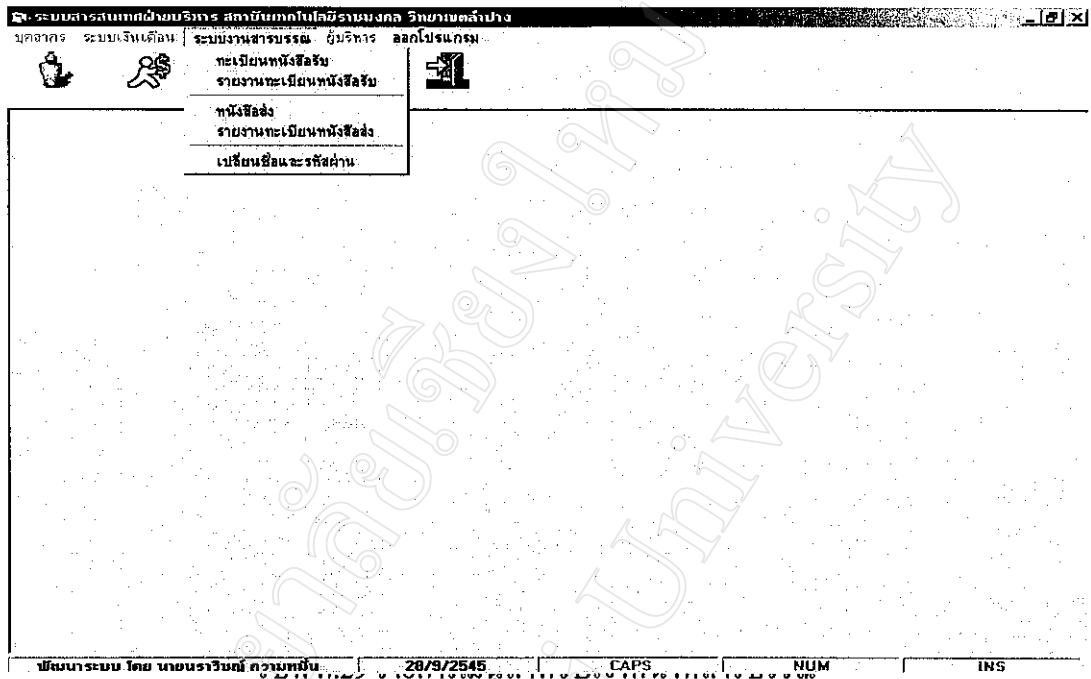 ระบบสารสนเทศฝ่ายบริหาร สถาบันเทคโนโลยีราชมงคล วิทยาเขตลำปาง
บุคลากร ระบบเงินเดือน ระบบงานสารบรรณ ผู้บริหาร ออกโปรแกรม
ทะเบียนหนังสือรับ
รายงานทะเบียนหนังสือรับ
หนังสือส่ง
รายงานทะเบียนหนังสือส่ง
เปลี่ยนชื่อและรหัสผ่าน
University
พัฒนาระบบ โดย นายนราวิชญ์ ความหมั่น 28/9/2545 CAPS NUM INS